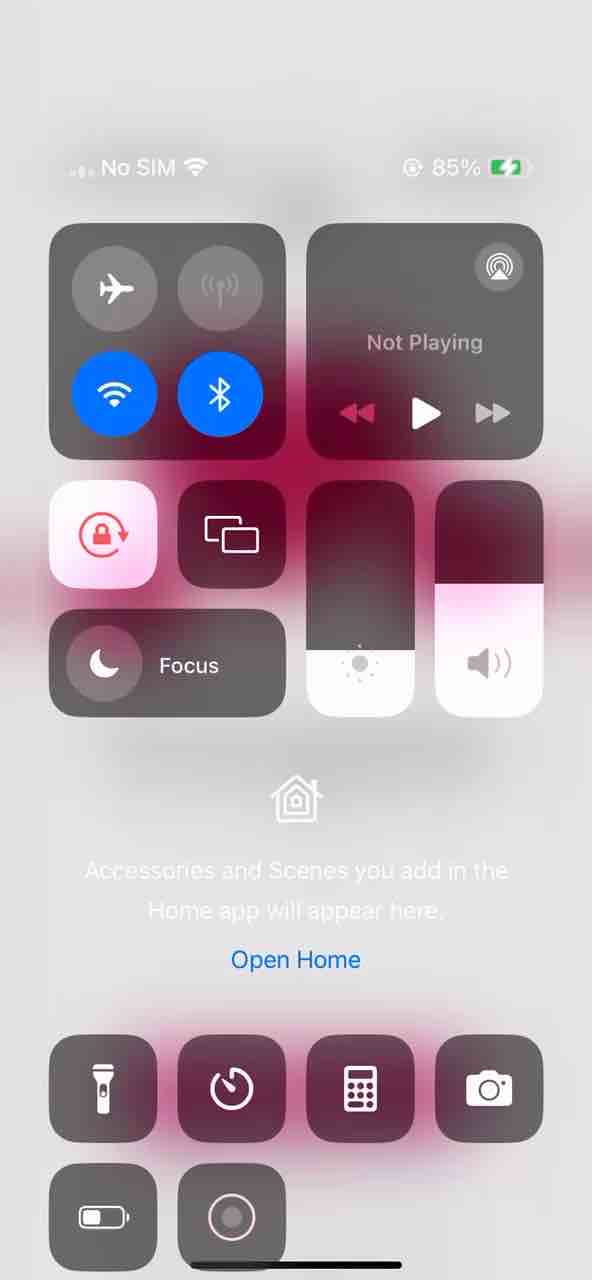 No SIM
85%
Not Playing
Focus
Accessories and Scenes you add in the
Home app will appear here.
Open Home